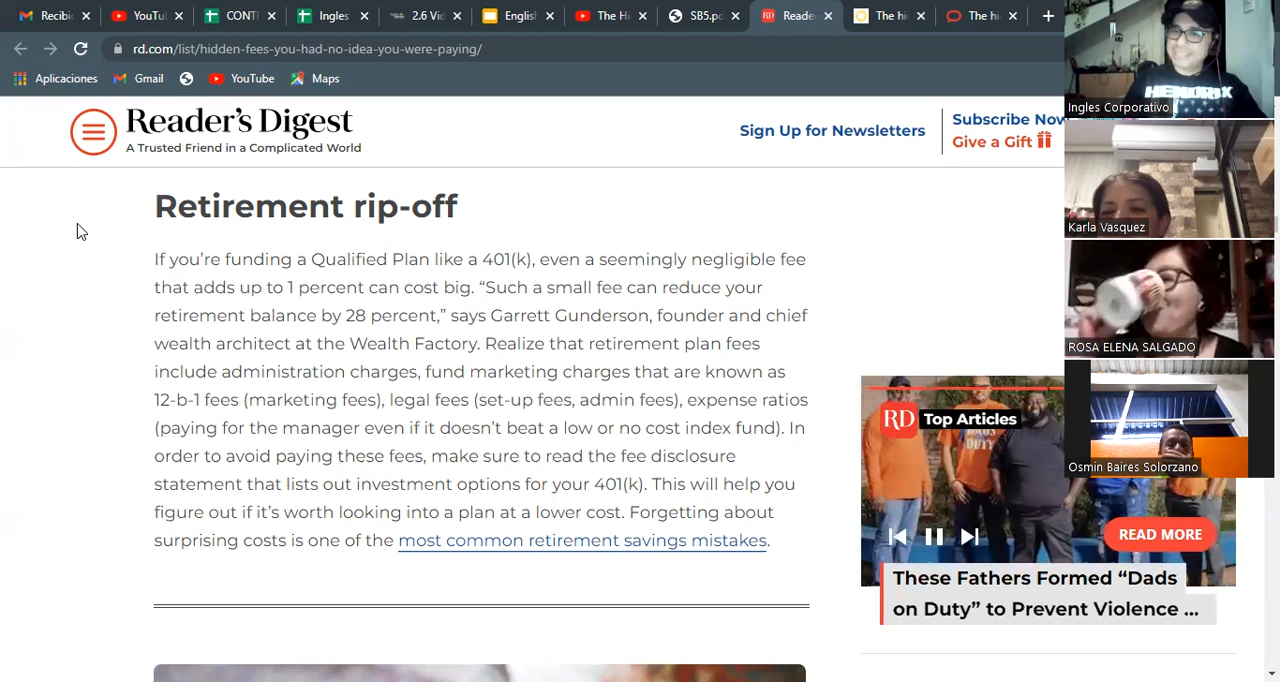 Recibi
YouTu
CONTI
Ingles
2.6 Vid
English
The Hi
SB5.pd
Reade
The hi
The hi
rd.com/list/hidden-fees-you-had-no-idea-you-were-paying/
Aplicaciones
Gmail
YouTube
Maps
HENDRIX
Ingles Corporativo
Reader's Digest
A Trusted Friend in a Complicated World
Sign Up for Newsletters
Subscribe Now
Give a Gift
Karla Vasquez
Retirement rip-off
If you're funding a Qualified Plan like a 401(k), even a seemingly negligible fee
that adds up to 1 percent can cost big. “Such a small fee can reduce your
retirement balance by 28 percent,” says Garrett Gunderson, founder and chief
wealth architect at the Wealth Factory. Realize that retirement plan fees
include administration charges, fund marketing charges that are known as
12-b-1 fees (marketing fees), legal fees (set-up fees, admin fees), expense ratios
(paying for the manager even if it doesn't beat a low or no cost index fund). In
order to avoid paying these fees, make sure to read the fee disclosure
statement that lists out investment options for your 401(k). This will help you
figure out if it's worth looking into a plan at a lower cost. Forgetting about
surprising costs is one of the most common retirement savings mistakes.
ROSA ELENA SALGADO
RD Top Articles
Osmin Baires Solorzano
READ MORE
These Fathers Formed “Dads
on Duty” to Prevent Violence ...